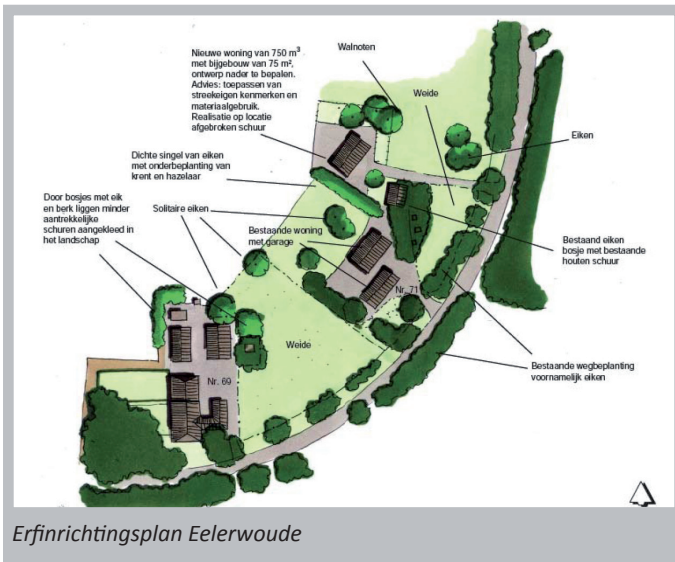 Nieuwe woning van 750 m³
met bijgebouw van 75 m²,
ontwerp nader te bepalen.
Advies: toepassen van
streekeigen kenmerken en
materiaalgebruik.
Realisatie op locatie
afgebroken schuur
Walnoten
Weide
Eiken
Dichte singel van eiken
met onderbeplanting van
krent en hazelaar
Door bosjes met eik
en berk liggen minder
aantrekkelijke
schuren aangekleed in
het landschap
Solitaire eiken
Bestaande woning
met garage
Bestaand eiken
bosje met bestaande
houten schuur
Nr. 71
Weide
Bestaande wegbeplanting
voornamelijk eiken
Nr. 69
Erfinrichtingsplan Eelerwoude